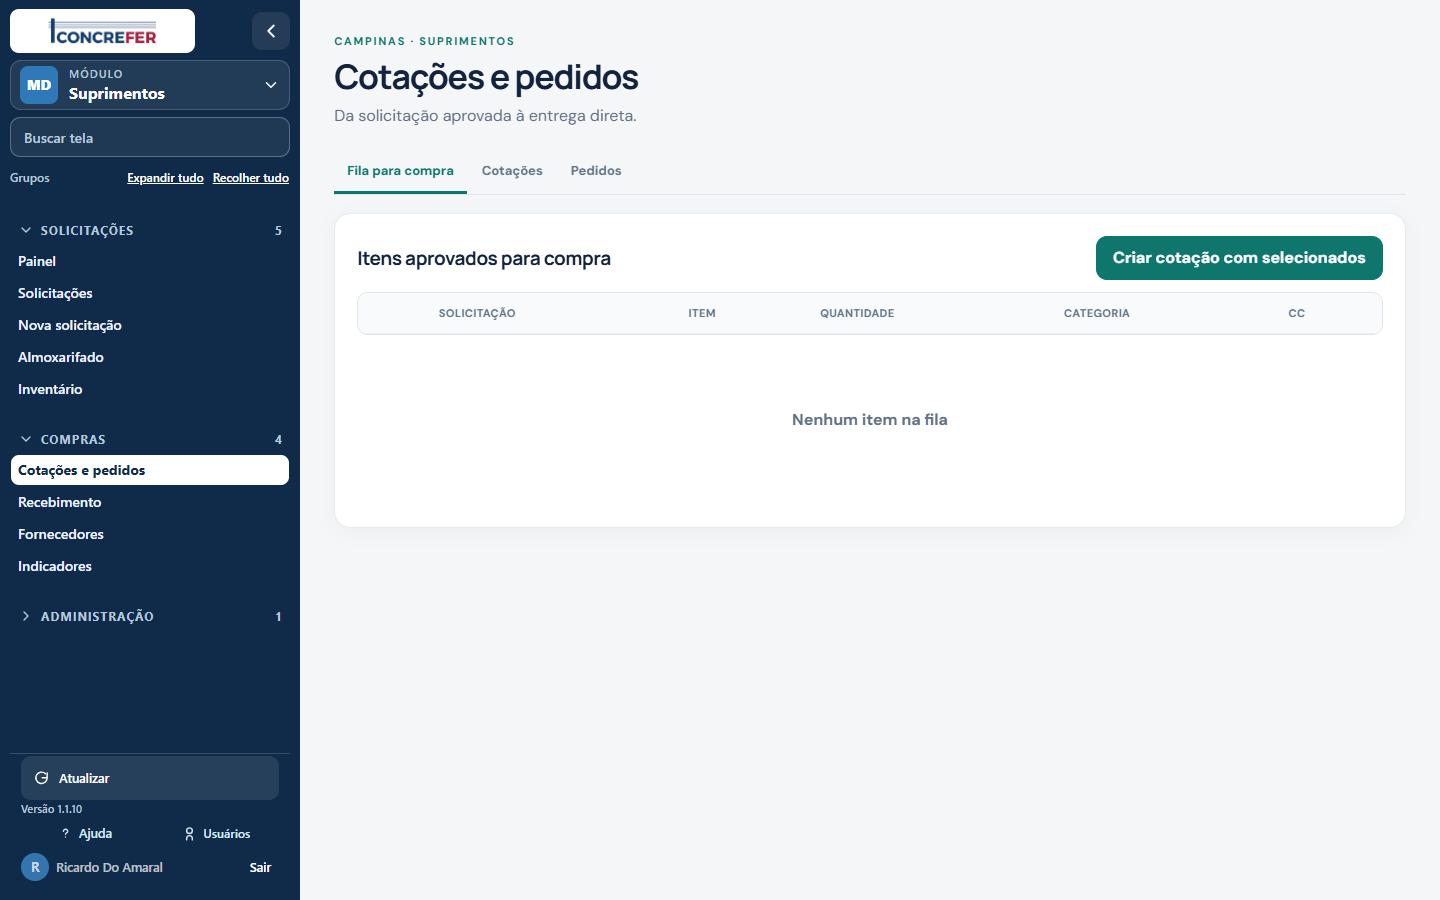 CONCREFER
MD
MÓDULO
Suprimentos
Buscar tela
Grupos Expandir tudo Recolher tudo
SOLICITAÇÕES 5
Painel
Solicitações
Nova solicitação
Almoxarifado
Inventário
COMPRAS 4
Cotações e pedidos
Recebimento
Fornecedores
Indicadores
ADMINISTRAÇÃO 1
Atualizar
Versão 1.1.10
? Ajuda Usuários
R Ricardo Do Amaral Sair
CAMPINAS · SUPRIMENTOS
Cotações e pedidos
Da solicitação aprovada à entrega direta.
Fila para compra Cotações Pedidos
Itens aprovados para compra
Criar cotação com selecionados
SOLICITAÇÃO ITEM QUANTIDADE CATEGORIA CC
Nenhum item na fila